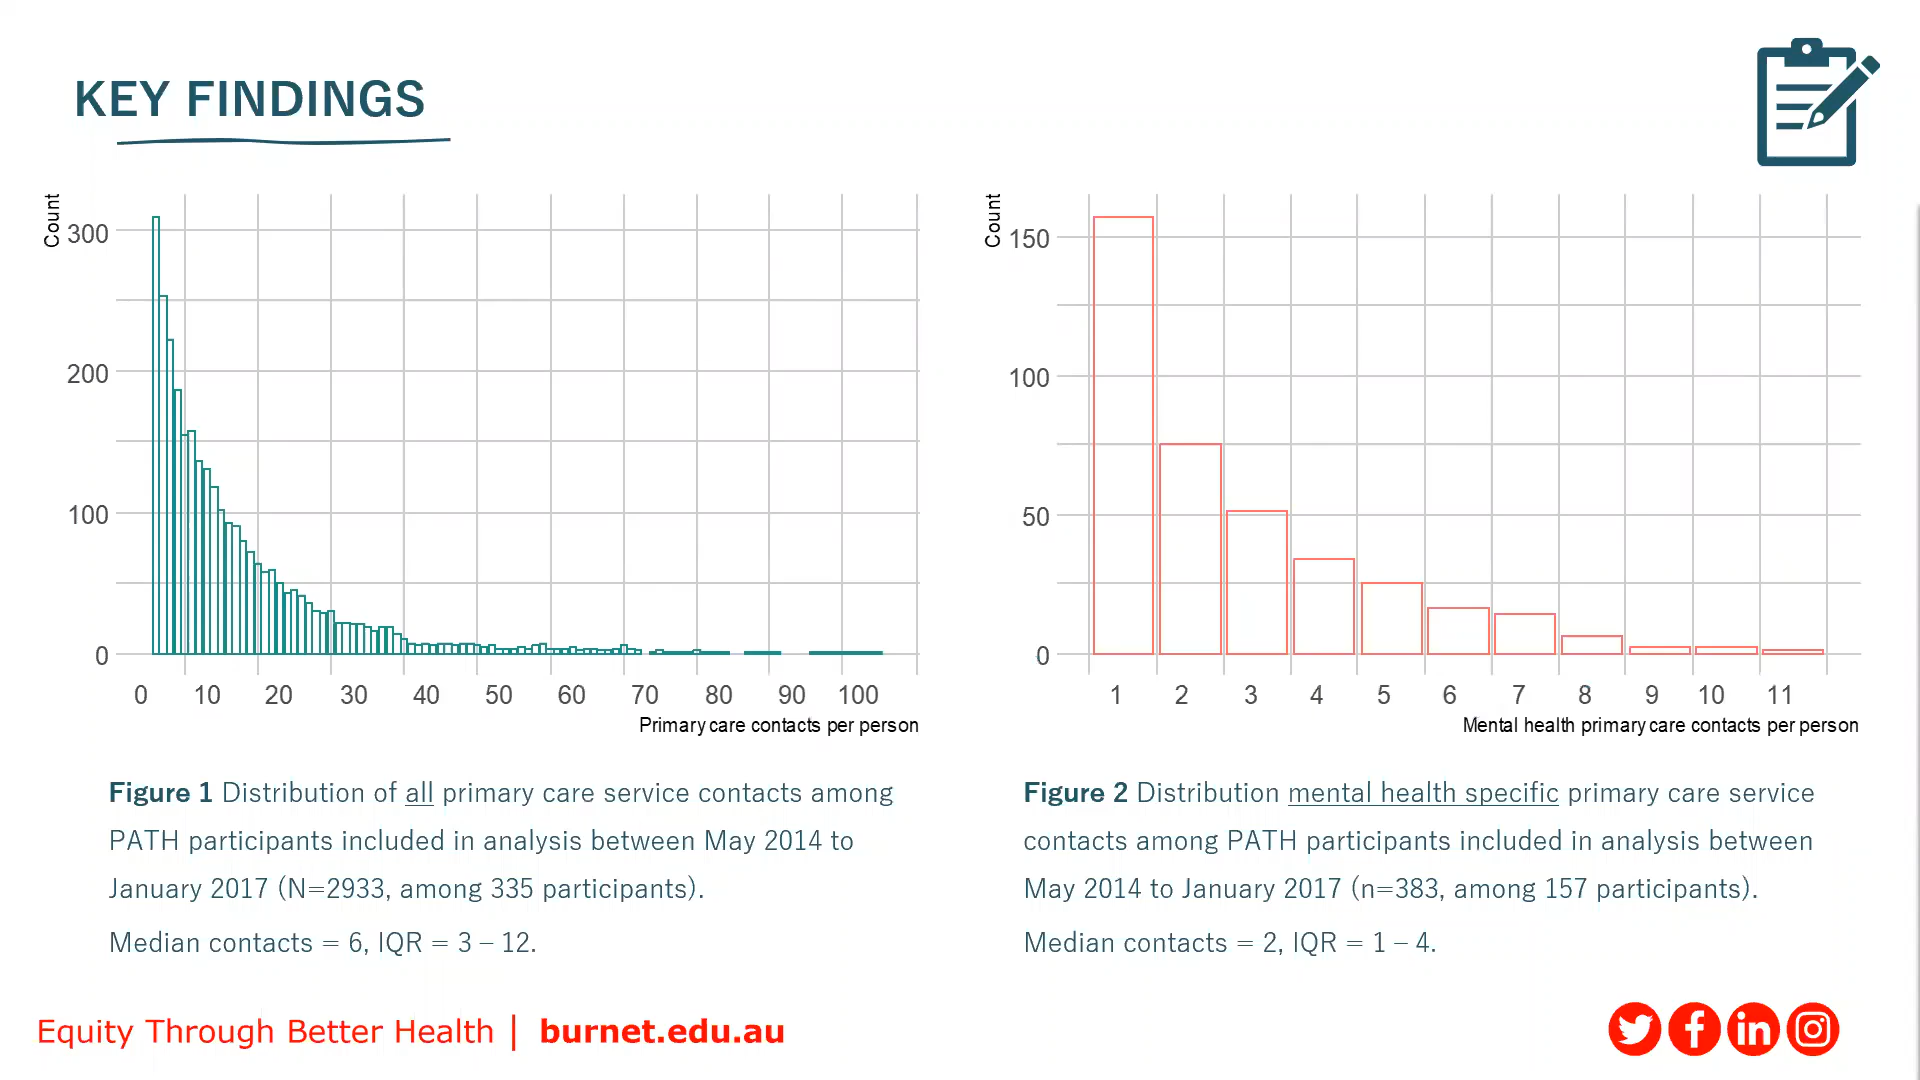 KEY FINDINGS
Count
300
200
100
0
0 10 20 30 40 50 60 70 80 90 100
Primary care contacts per person
Count
150
100
50
0
1 2 3 4 5 6 7 8 9 10 11
Mental health primary care contacts per person
Figure 1 Distribution of all primary care service contacts among
PATH participants included in analysis between May 2014 to
January 2017 (N=2933, among 335 participants).
Median contacts = 6, IQR = 3 – 12.
Figure 2 Distribution mental health specific primary care service
contacts among PATH participants included in analysis between
May 2014 to January 2017 (n=383, among 157 participants).
Median contacts = 2, IQR = 1 – 4.
Equity Through Better Health | burnet.edu.au